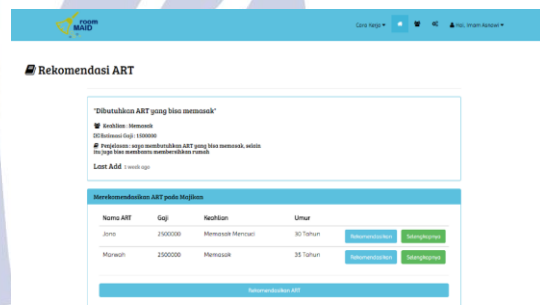 room
MAID
Cara Kerja
Hai, Imam Kanawi
Rekomendasi ART
"Dibutuhkan ART yang bisa memasak"
Keahlian : Memasak
Estimasi Gaji : 1500000
Penjelasan : saya membutuhkan ART yang bisa memasak, selain
itu juga bisa membantu membersihkan rumah
Last Add 1 week ago
Merekomendasikan ART pada Majikan
Nama ART Gaji Keahlian Umur
Jono 2500000 Memasak Mencuci 30 Tahun Rekomendasikan Selengkapnya
Marwah 2500000 Memasak 35 Tahun Rekomendasikan Selengkapnya
Rekomendasikan ART